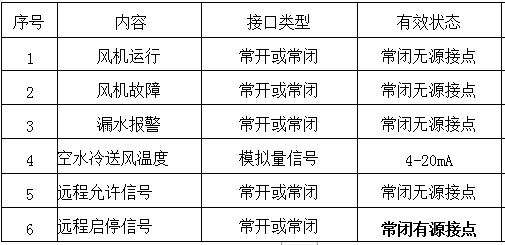 序号 内容 接口类型 有效状态
1 风机运行 常开或常闭 常闭无源接点
2 风机故障 常开或常闭 常闭无源接点
3 漏水报警 常开或常闭 常闭无源接点
4 空水冷送风温度 模拟量信号 4-20mA
5 远程允许信号 常开或常闭 常闭无源接点
6 远程启停信号 常开或常闭 常闭有源接点